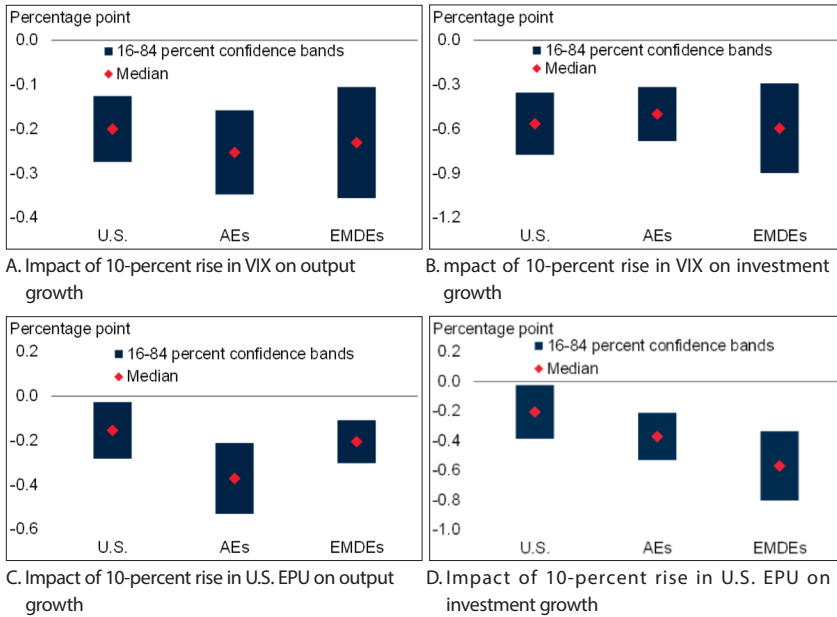 Percentage point
0.0
16-84 percent confidence bands
Median
-0.1
-0.2
-0.3
-0.4
U.S. AEs EMDEs
A. Impact of 10-percent rise in VIX on output
growth
Percentage point
0.0
16-84 percent confidence bands
Median
-0.3
-0.6
-0.9
-1.2
U.S. AEs EMDEs
B. mpact of 10-percent rise in VIX on investment
growth
Percentage point
0.2
16-84 percent confidence bands
Median
0.0
-0.2
-0.4
-0.6
U.S. AEs EMDEs
C. Impact of 10-percent rise in U.S. EPU on output
growth
Percentage point
0.2
16-84 percent confidence bands
Median
0.0
-0.2
-0.4
-0.6
-0.8
-1.0
U.S. AEs EMDEs
D. Impact of 10-percent rise in U.S. EPU on
investment growth